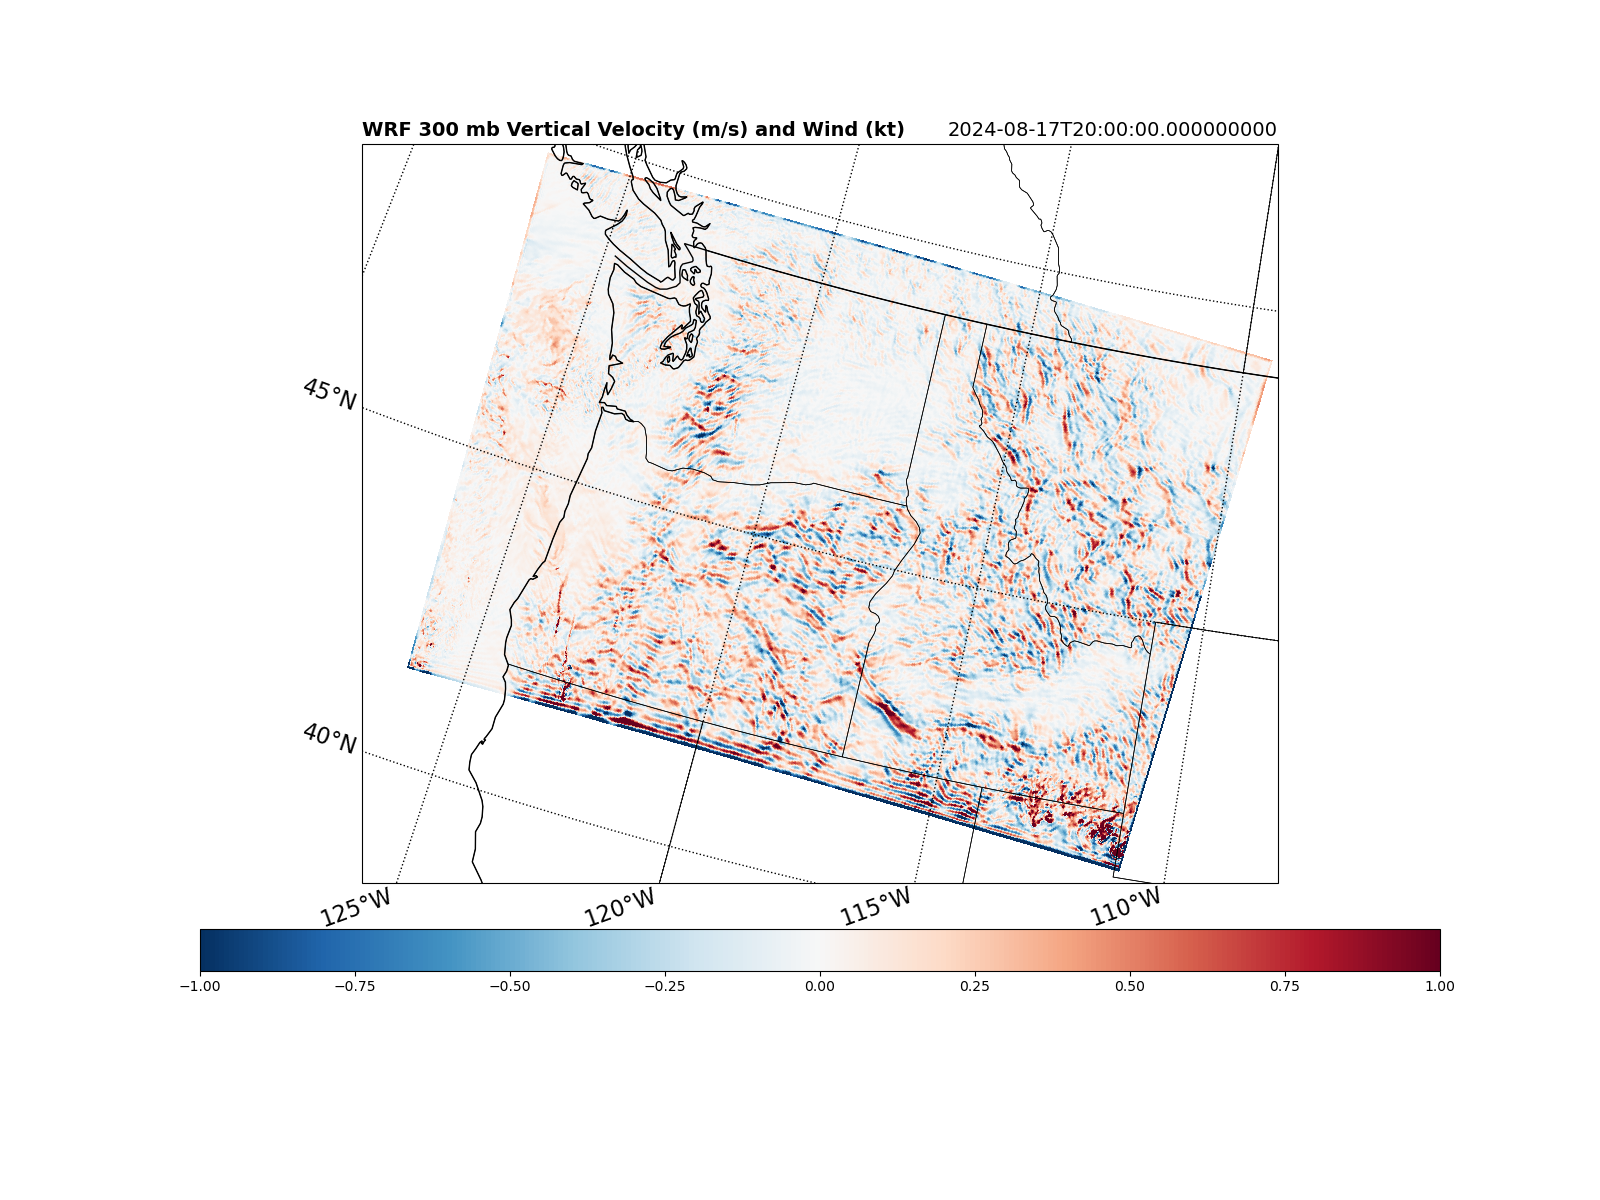 WRF 300 mb Vertical Velocity (m/s) and Wind (kt)
2024-08-17T20:00:00.000000000
45°N
40°N
125°W
120°W
115°W
110°W
−1.00
−0.75
−0.50
−0.25
0.00
0.25
0.50
0.75
1.00